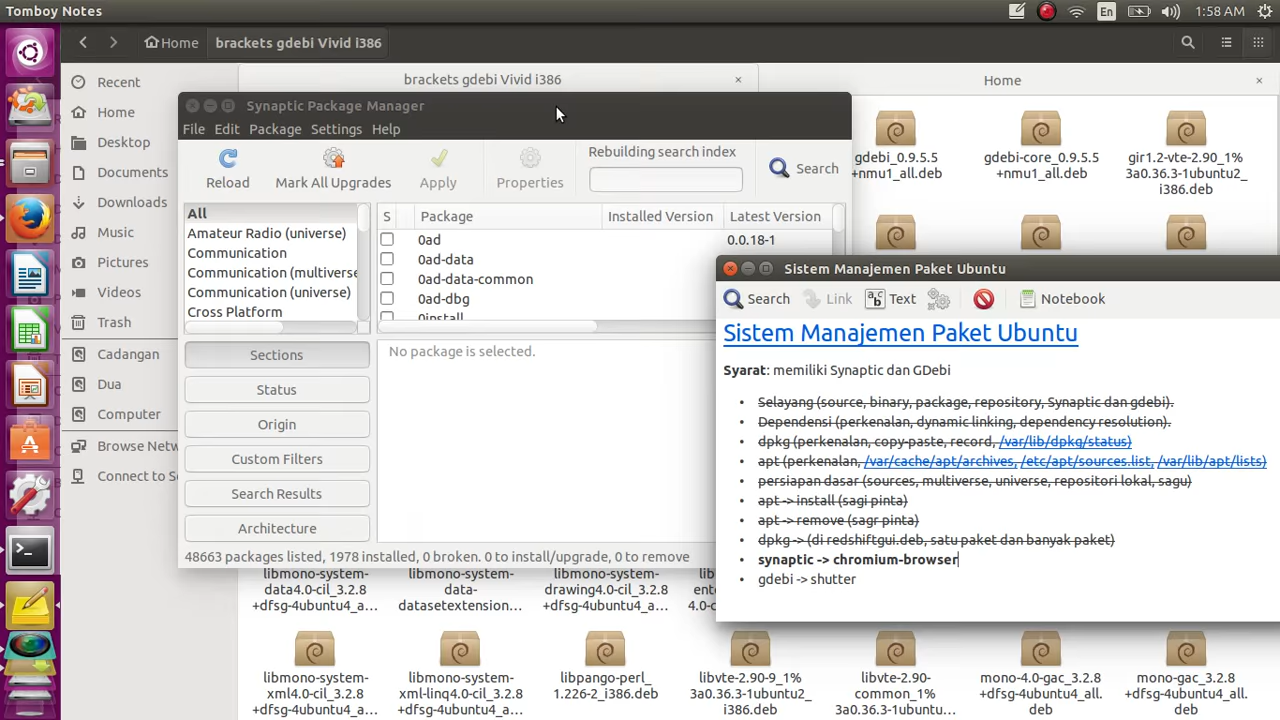 Tomboy Notes
En
1:58 AM
Home
brackets gdebi Vivid i386
brackets gdebi Vivid i386
Home
Recent
Home
Desktop
Documents
Downloads
Music
Pictures
Videos
Trash
Cadangan
Dua
Computer
Browse Netw
Connect to S
Synaptic Package Manager
File Edit Package Settings Help
Reload
Mark All Upgrades
Apply
Properties
Rebuilding search index
Search
All
Amateur Radio (universe)
Communication
Communication (multiverse
Communication (universe)
Cross Platform
S Package Installed Version Latest Version
0ad 0.0.18-1
0ad-data
0ad-data-common
0ad-dbg
0install
Sections
Status
Origin
Custom Filters
Search Results
Architecture
No package is selected.
48663 packages listed, 1978 installed, 0 broken. 0 to install/upgrade, 0 to remove
gdebi_0.9.5.5
+nmu1_all.deb
gdebi-core_0.9.5.5
+nmu1_all.deb
gir1.2-vte-2.90_1%
3a0.36.3-1ubuntu2_
i386.deb
Sistem Manajemen Paket Ubuntu
Search Link Text Notebook
Sistem Manajemen Paket Ubuntu
Syarat: memiliki Synaptic dan GDebi
• Selayang (source, binary, package, repository, Synaptic dan gdebi).
• Dependensi (perkenalan, dynamic linking, dependency resolution).
• dpkg (perkenalan, copy-paste, record, /var/lib/dpkg/status)
• apt (perkenalan, /var/cache/apt/archives, /etc/apt/sources.list, /var/lib/apt/lists)
• persiapan dasar (sources, multiverse, universe, repositori lokal, sagu)
• apt -> install (sagi pinta)
• apt -> remove (sagr pinta)
• dpkg -> (di redshiftgui.deb, satu paket dan banyak paket)
• synaptic -> chromium-browser
• gdebi -> shutter
libmono-system-
data4.0-cil_3.2.8
+dfsg-4ubuntu4_a…
libmono-system-
data-
datasetextension…
libmono-system-
drawing4.0-cil_3.2.8
+dfsg-4ubuntu4_a…
libmono-system-
xml4.0-cil_3.2.8
+dfsg-4ubuntu4_a…
libmono-system-
xml-linq4.0-cil_3.2.8
+dfsg-4ubuntu4_a…
libpango-perl_
1.226-2_i386.deb
libvte-2.90-9_1%
3a0.36.3-1ubuntu2_
i386.deb
libvte-2.90-
common_1%
3a0.36.3-1ubuntu2…
mono-4.0-gac_3.2.8
+dfsg-4ubuntu4_all.
deb
mono-gac_3.2.8
+dfsg-4ubuntu4_all.
deb